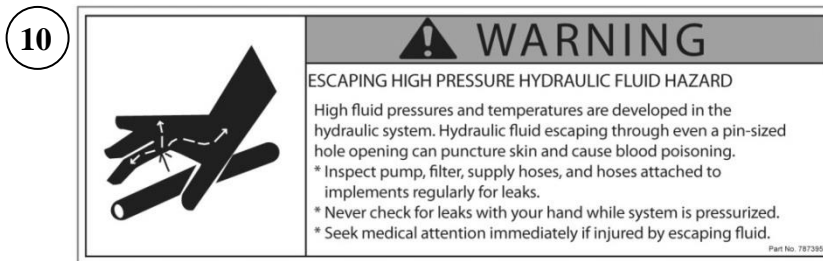 10
WARNING
ESCAPING HIGH PRESSURE HYDRAULIC FLUID HAZARD
High fluid pressures and temperatures are developed in the
hydraulic system. Hydraulic fluid escaping through even a pin-sized
hole opening can puncture skin and cause blood poisoning.
* Inspect pump, filter, supply hoses, and hoses attached to
implements regularly for leaks.
* Never check for leaks with your hand while system is pressurized.
* Seek medical attention immediately if injured by escaping fluid.
Part No. 787395